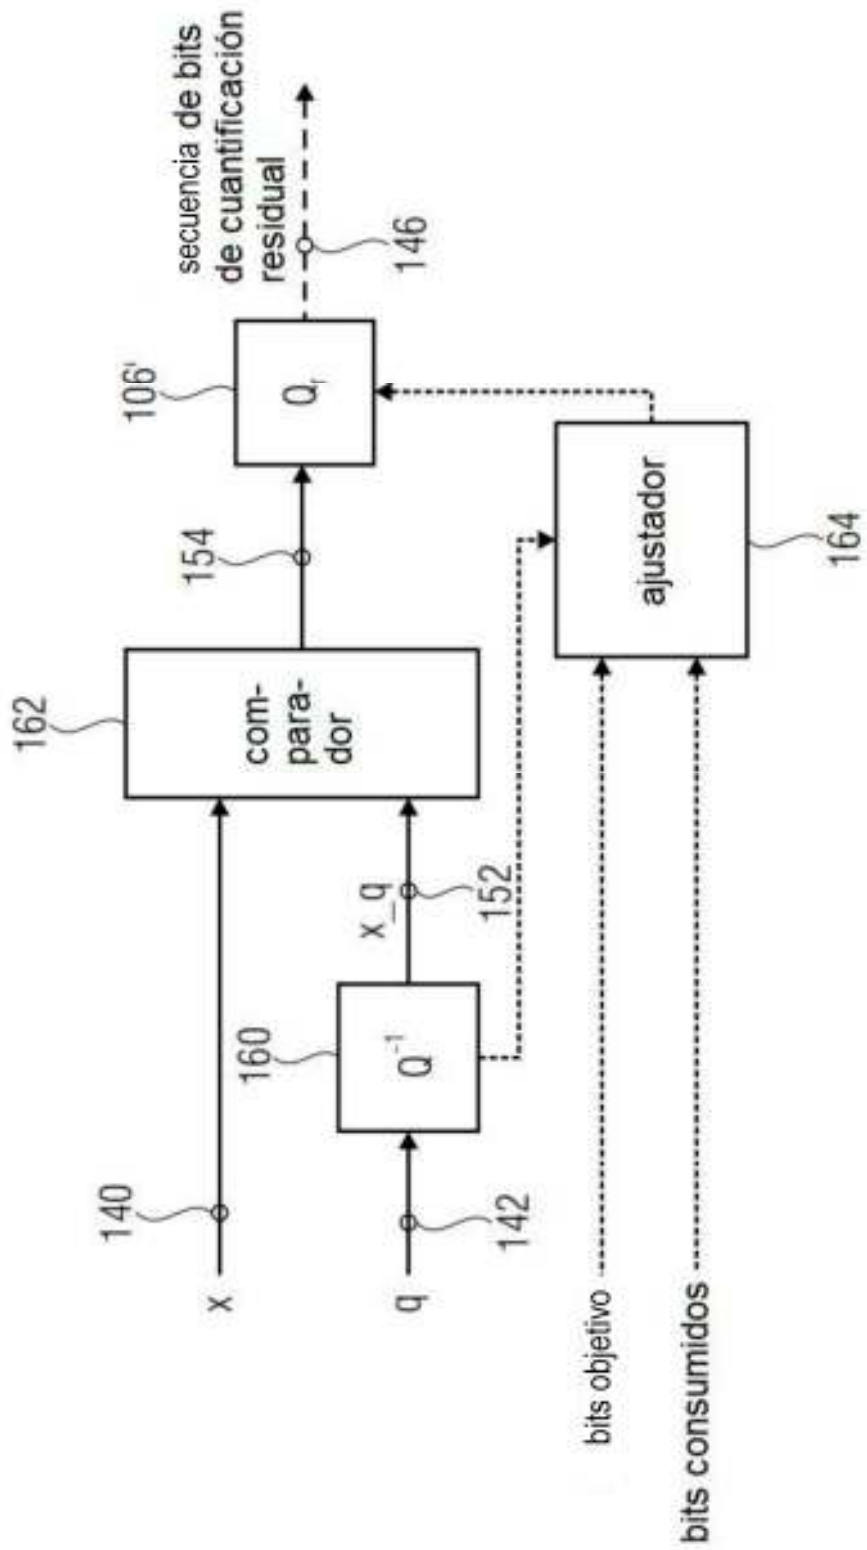 secuencia de bits
de cuantificación
residual
146
106'
Qr
154
162
com-
para-
dor
ajustador
164
x_q
152
160
Q-1
140
x
142
q
bits objetivo
bits consumidos